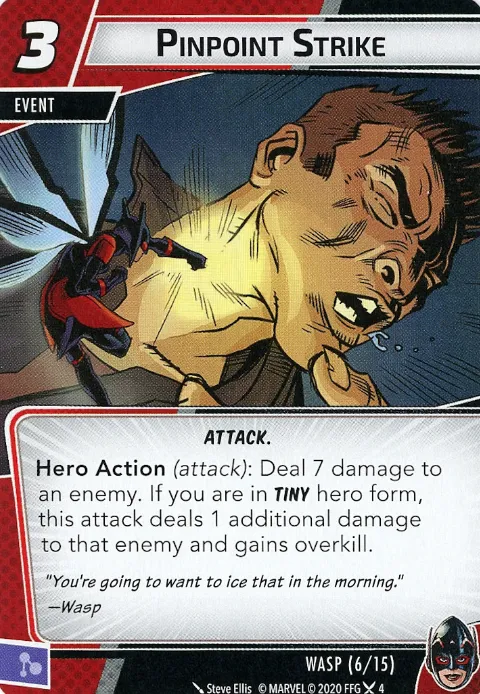 3
PINPOINT STRIKE
EVENT
ATTACK.
Hero Action (attack): Deal 7 damage to
an enemy. If you are in TINY hero form,
this attack deals 1 additional damage
to that enemy and gains overkill.
"You're going to want to ice that in the morning."
—Wasp
WASP (6/15)
Steve Ellis © MARVEL © 2020 FFG 4